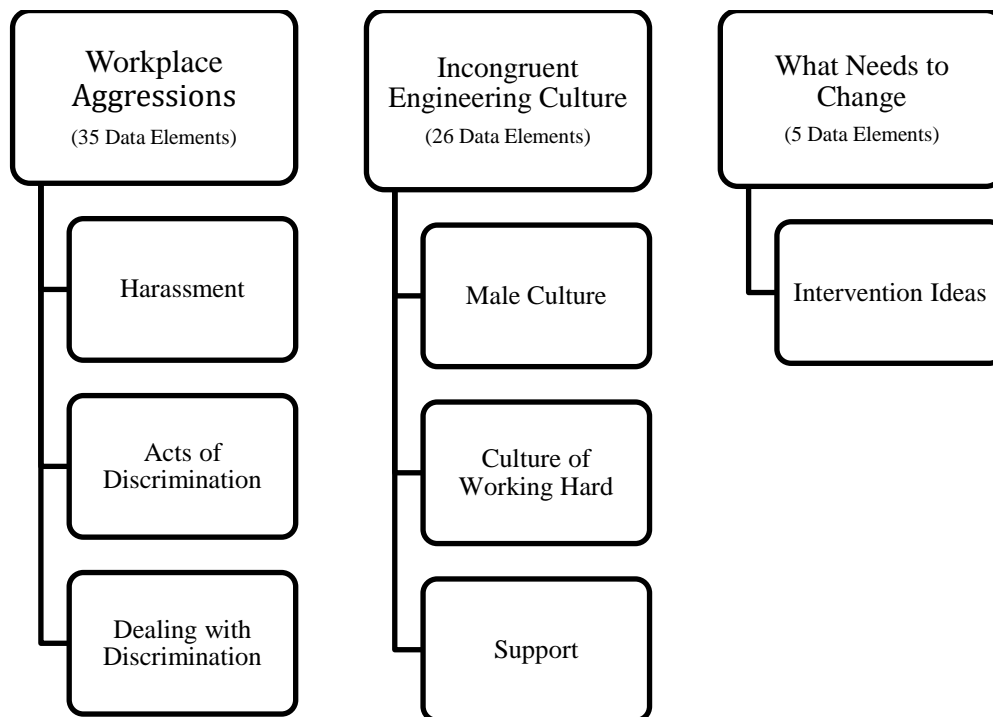 Workplace
Aggressions
(35 Data Elements)
Harassment
Acts of
Discrimination
Dealing with
Discrimination
Incongruent
Engineering Culture
(26 Data Elements)
Male Culture
Culture of
Working Hard
Support
What Needs to
Change
(5 Data Elements)
Intervention Ideas